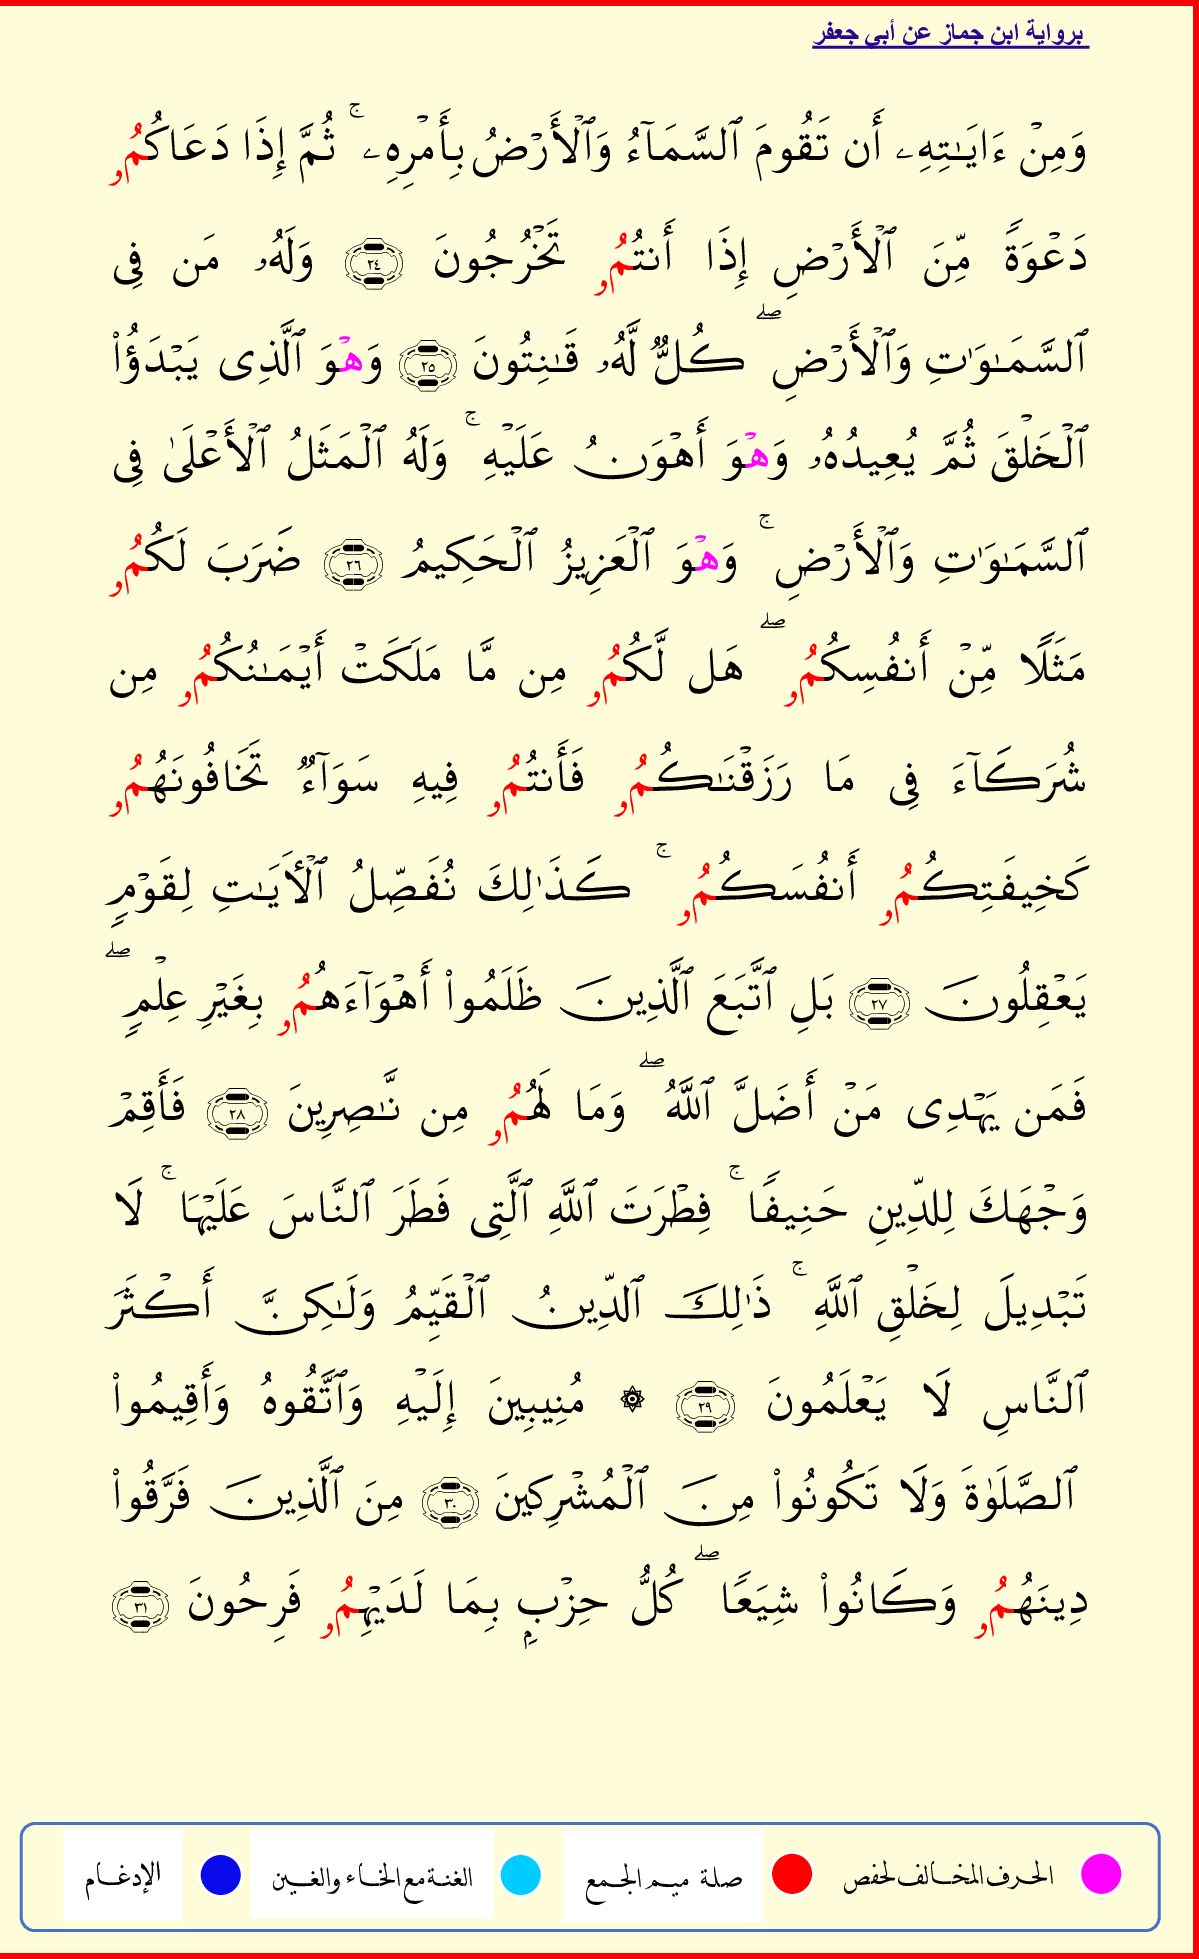 برواية ابن جماز عن أبي جعفر
وَمِنْ ءَايَـٰتِهِۦ أَن تَقُومَ ٱلسَّمَآءُ وَٱلْأَرْضُ بِأَمْرِهِۦ ۚ ثُمَّ إِذَا دَعَاكُمُۥ
دَعْوَةً مِّنَ ٱلْأَرْضِ إِذَا أَنتُمُۥ تَخْرُجُونَ ٢٤ وَلَهُۥ مَن فِى
ٱلسَّمَـٰوَٰتِ وَٱلْأَرْضِ ۖ كُلٌّ لَّهُۥ قَـٰنِتُونَ ٢٥ وَهْوَ ٱلَّذِى يَبْدَؤُا۟
ٱلْخَلْقَ ثُمَّ يُعِيدُهُۥ وَهْوَ أَهْوَنُ عَلَيْهِ ۚ وَلَهُ ٱلْمَثَلُ ٱلْأَعْلَىٰ فِى
ٱلسَّمَـٰوَٰتِ وَٱلْأَرْضِ ۚ وَهْوَ ٱلْعَزِيزُ ٱلْحَكِيمُ ٢٦ ضَرَبَ لَكُمُۥ
مَثَلًا مِّنْ أَنفُسِكُمُۥ ۖ هَل لَّكُمُۥ مِن مَّا مَلَكَتْ أَيْمَـٰنُكُمُۥ مِن
شُرَكَآءَ فِى مَا رَزَقْنَـٰكُمُۥ فَأَنتُمُۥ فِيهِ سَوَآءٌ تَخَافُونَهُمُۥ
كَخِيفَتِكُمُۥ أَنفُسَكُمُۥ ۚ كَذَٰلِكَ نُفَصِّلُ ٱلْأَيَـٰتِ لِقَوْمٍ
يَعْقِلُونَ ٢٧ بَلِ ٱتَّبَعَ ٱلَّذِينَ ظَلَمُوا۟ أَهْوَآءَهُمُۥ بِغَيْرِ عِلْمٍ ۖ
فَمَن يَهْدِى مَنْ أَضَلَّ ٱللَّهُ ۖ وَمَا لَهُمُۥ مِن نَّـٰصِرِينَ ٢٨ فَأَقِمْ
وَجْهَكَ لِلدِّينِ حَنِيفًا ۚ فِطْرَتَ ٱللَّهِ ٱلَّتِى فَطَرَ ٱلنَّاسَ عَلَيْهَا ۚ لَا
تَبْدِيلَ لِخَلْقِ ٱللَّهِ ۚ ذَٰلِكَ ٱلدِّينُ ٱلْقَيِّمُ وَلَـٰكِنَّ أَكْثَرَ
ٱلنَّاسِ لَا يَعْلَمُونَ ٢٩ ۞ مُنِيبِينَ إِلَيْهِ وَٱتَّقُوهُ وَأَقِيمُوا۟
ٱلصَّلَوٰةَ وَلَا تَكُونُوا۟ مِنَ ٱلْمُشْرِكِينَ ٣٠ مِنَ ٱلَّذِينَ فَرَّقُوا۟
دِينَهُمُۥ وَكَانُوا۟ شِيَعًا ۖ كُلُّ حِزْبٍۭ بِمَا لَدَيْهِمُۥ فَرِحُونَ ٣١
الحرف المخالف لحفص صلة ميم الجمع الغنة مع الخاء والغين الإدغام